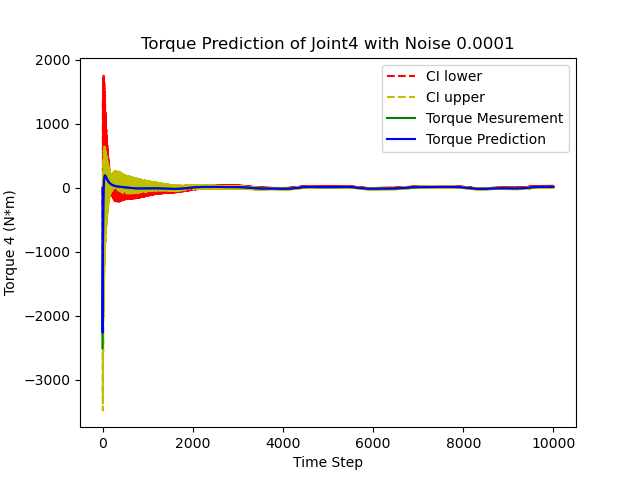 Torque Prediction of Joint4 with Noise 0.0001
2000
1000
0
−1000
−2000
−3000
Torque 4 (N*m)
CI lower
CI upper
Torque Mesurement
Torque Prediction
0 2000 4000 6000 8000 10000
Time Step